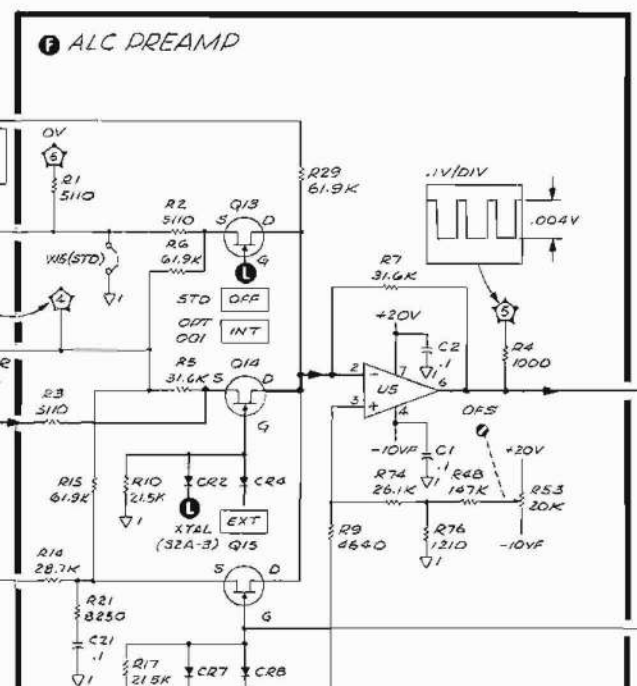 F ALC PREAMP
0V
6
R1
5110
R2
5110
Q13
S
D
G
R29
61.9K
.1V/DIV
.004V
R6
61.9K
W15(STD)
1
L
STD
OFF
OPT
001
INT
4
R7
31.6K
5
+20V
C2
.1
1
R4
1000
R
R5
31.6K
Q14
S
D
G
2
-
7
U5
6
3
+
4
R3
5110
OFS
-10VF
C1
.1
1
+20V
R15
61.9K
R10
21.5K
1
CR2
CR4
L
XTAL
(S2A-3)
EXT
R74
26.1K
R48
147K
R53
20K
-10VF
R9
4640
R76
1210
1
Q15
S
D
G
R14
28.7K
R21
8250
C21
.1
1
R17
21.5K
CR7
CR8